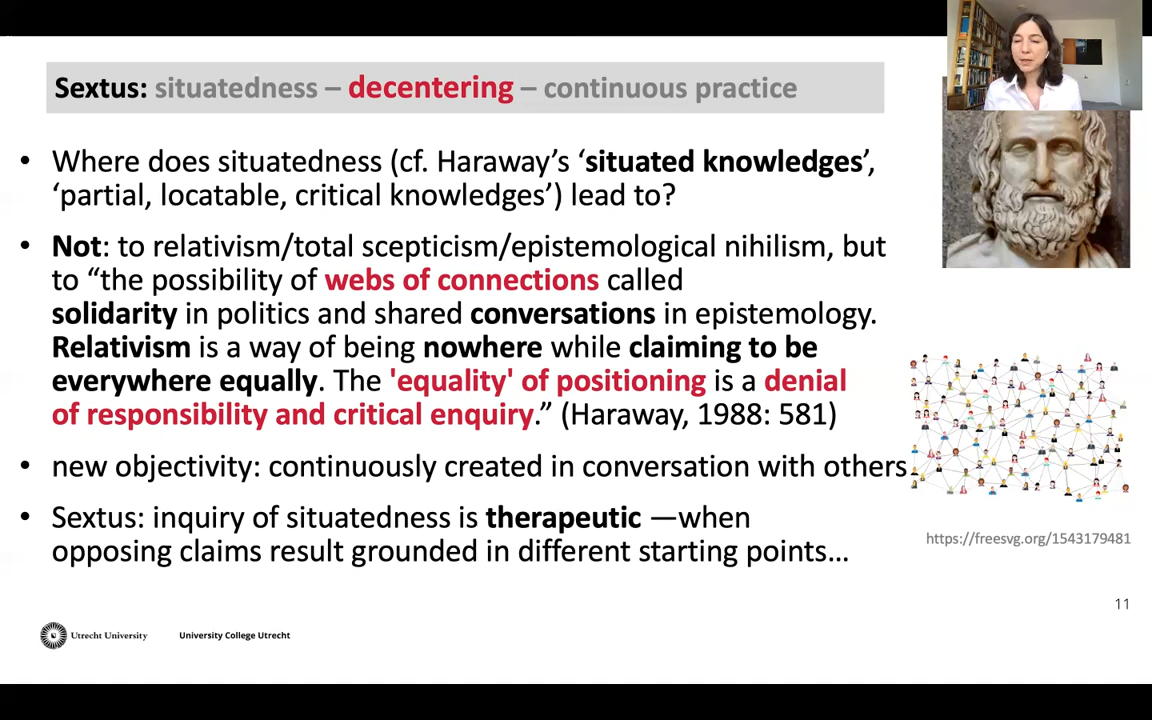 Sextus: situatedness – decentering – continuous practice
• Where does situatedness (cf. Haraway’s ‘situated knowledges’,
‘partial, locatable, critical knowledges’) lead to?
• Not: to relativism/total scepticism/epistemological nihilism, but
to “the possibility of webs of connections called
solidarity in politics and shared conversations in epistemology.
Relativism is a way of being nowhere while claiming to be
everywhere equally. The 'equality' of positioning is a denial
of responsibility and critical enquiry.” (Haraway, 1988: 581)
• new objectivity: continuously created in conversation with others
• Sextus: inquiry of situatedness is therapeutic —when
opposing claims result grounded in different starting points…
https://freesvg.org/1543179481
11
Utrecht University
University College Utrecht